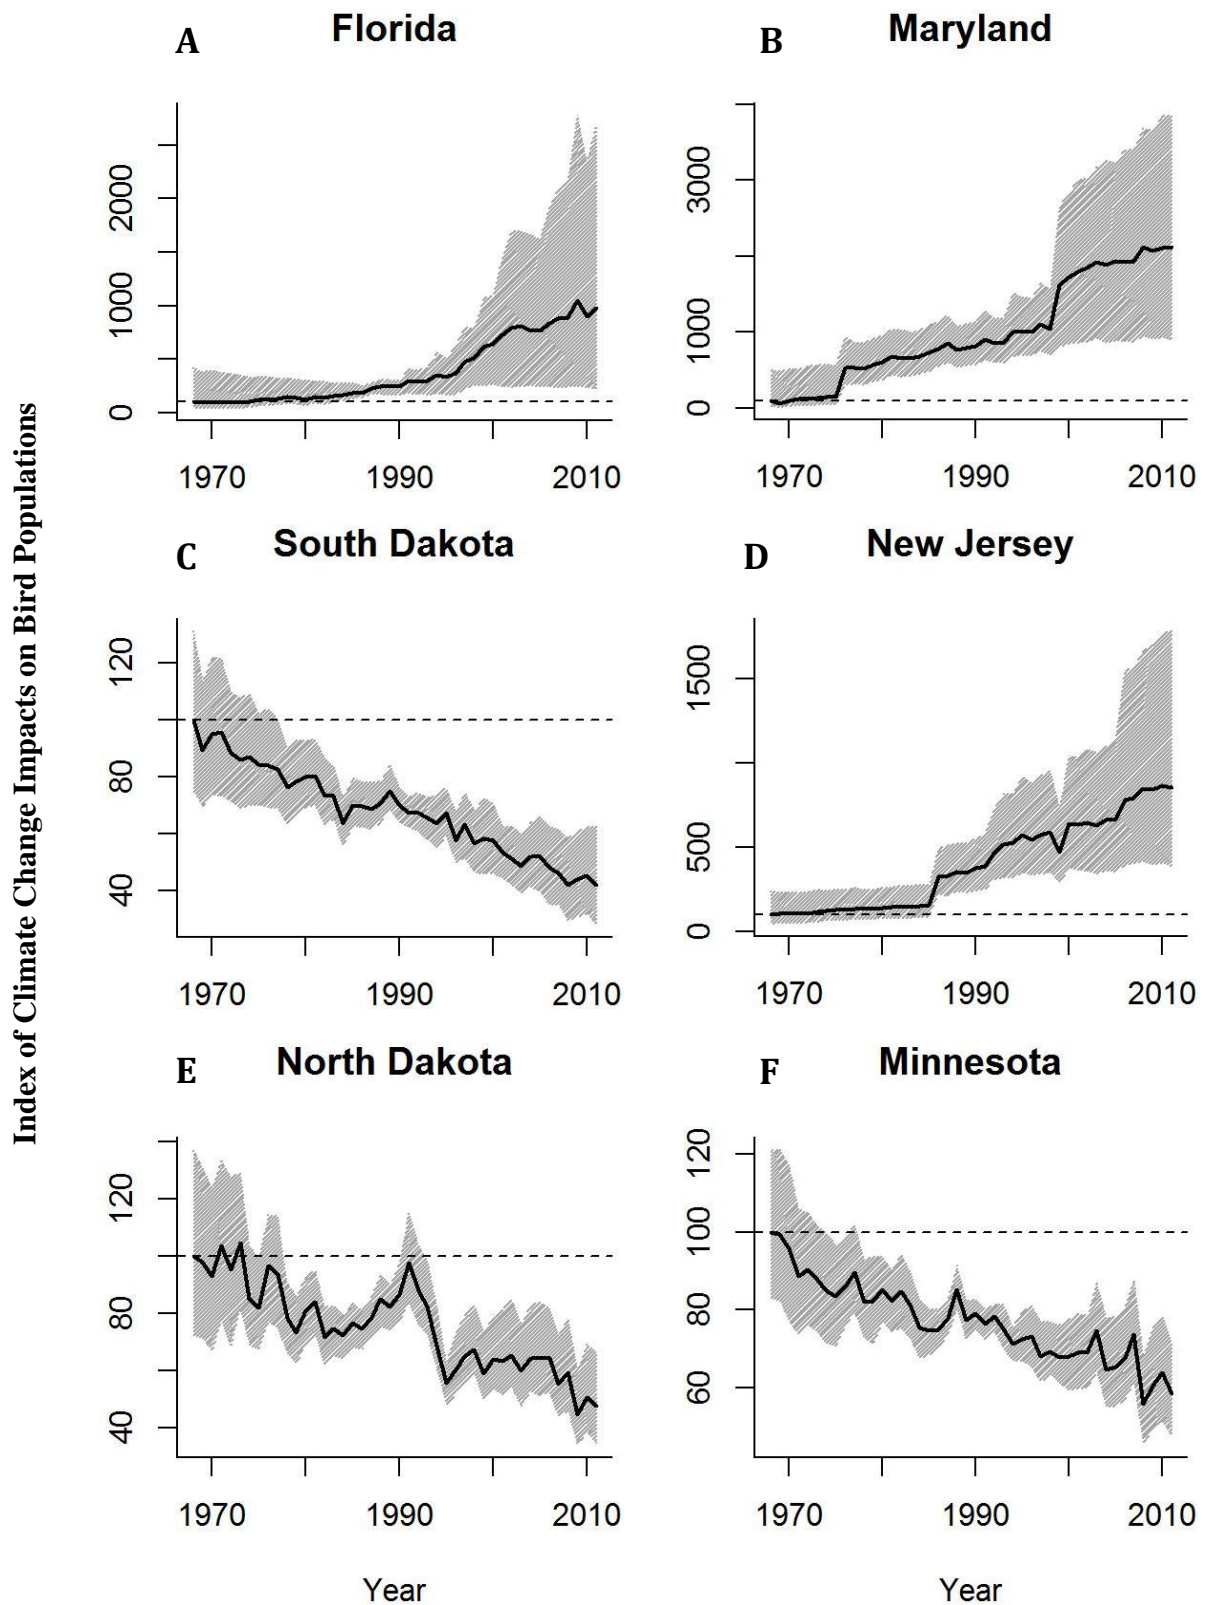 A Florida
B Maryland
0 1000 2000
1970 1990 2010
0 1000 3000
1970 1990 2010
Index of Climate Change Impacts on Bird Populations
C South Dakota
D New Jersey
40 80 120
1970 1990 2010
0 500 1500
1970 1990 2010
E North Dakota
F Minnesota
40 80 120
1970 1990 2010
60 80 100 120
1970 1990 2010
Year
Year